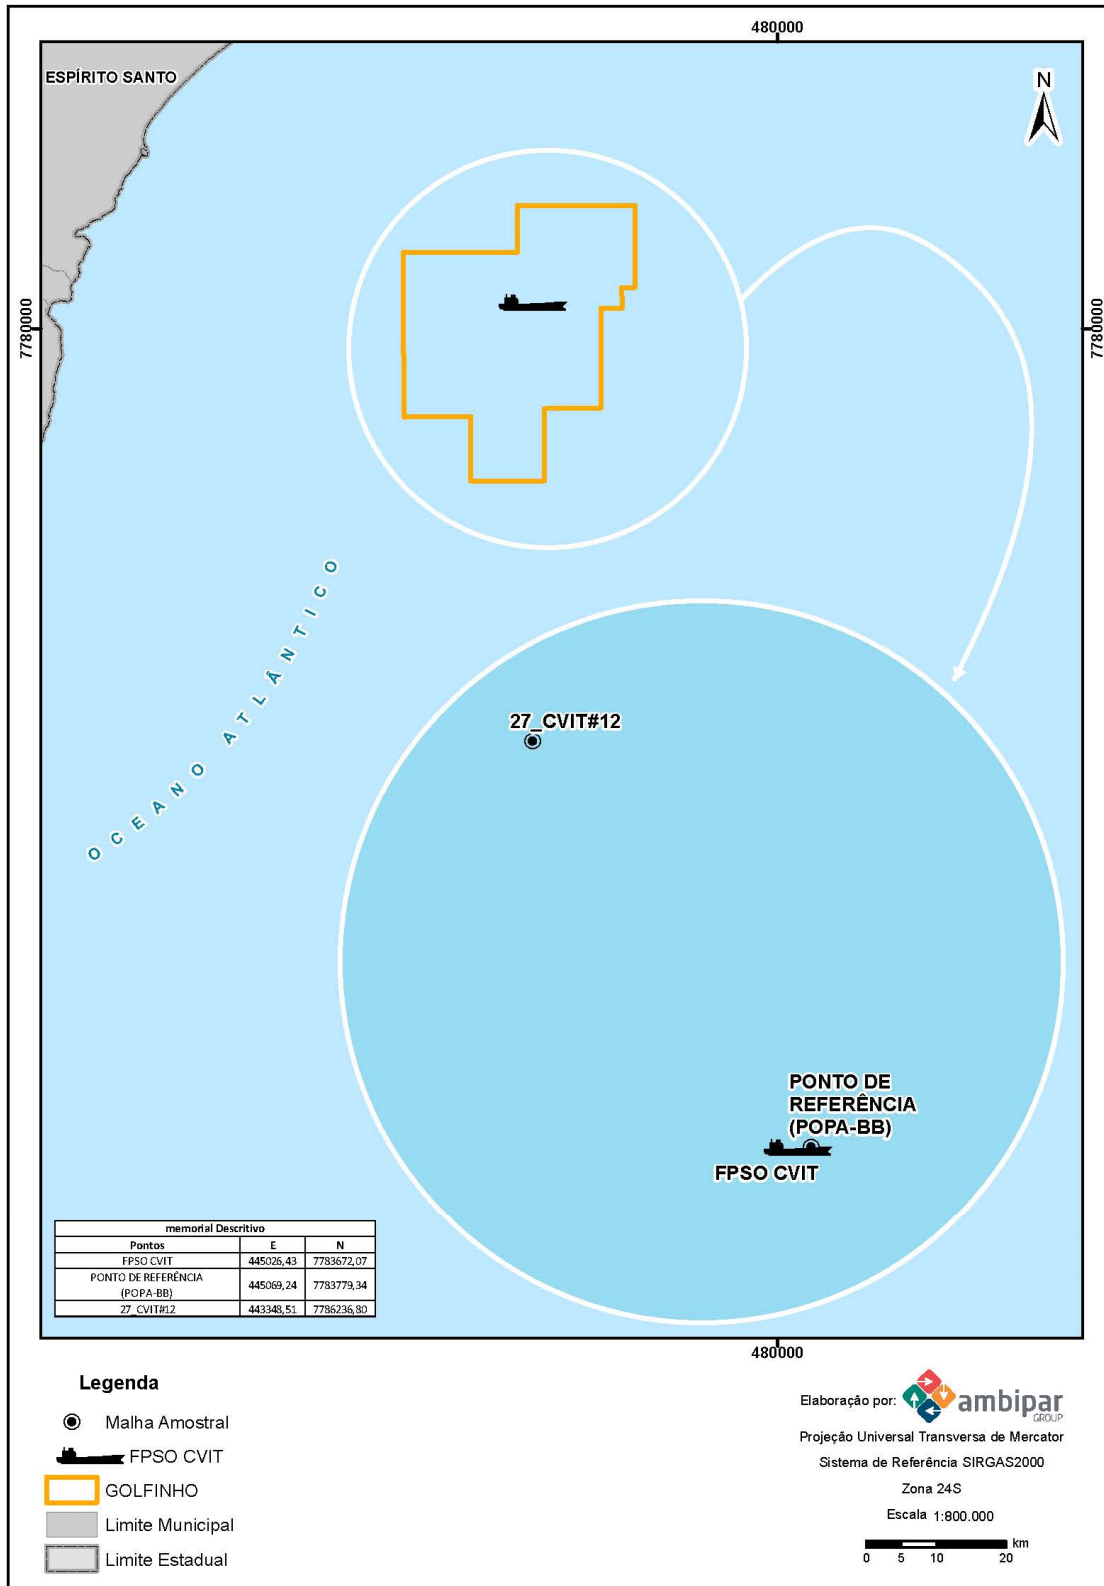 480000
ESPÍRITO SANTO
N
7780000
7780000
OCEANO ATLÂNTICO
27_CVIT#12
PONTO DE
REFERÊNCIA
(POPA-BB)
FPSO CVIT
memorial Descritivo
Pontos E N
FPSO CVIT 445026,43 7783672,07
PONTO DE REFERÊNCIA
(POPA-BB) 445069,24 7783779,34
27_CVIT#12 443348,51 7786236,80
480000
Legenda
Malha Amostral
FPSO CVIT
GOLFINHO
Limite Municipal
Limite Estadual
Elaboração por: ambipar
GROUP
Projeção Universal Transversa de Mercator
Sistema de Referência SIRGAS2000
Zona 24S
Escala 1:800.000
km
0 5 10 20